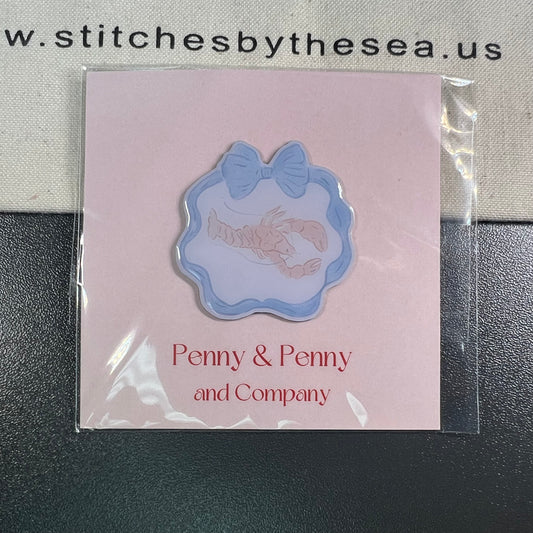 w.stitchesbythesea.us
Penny & Penny
and Company